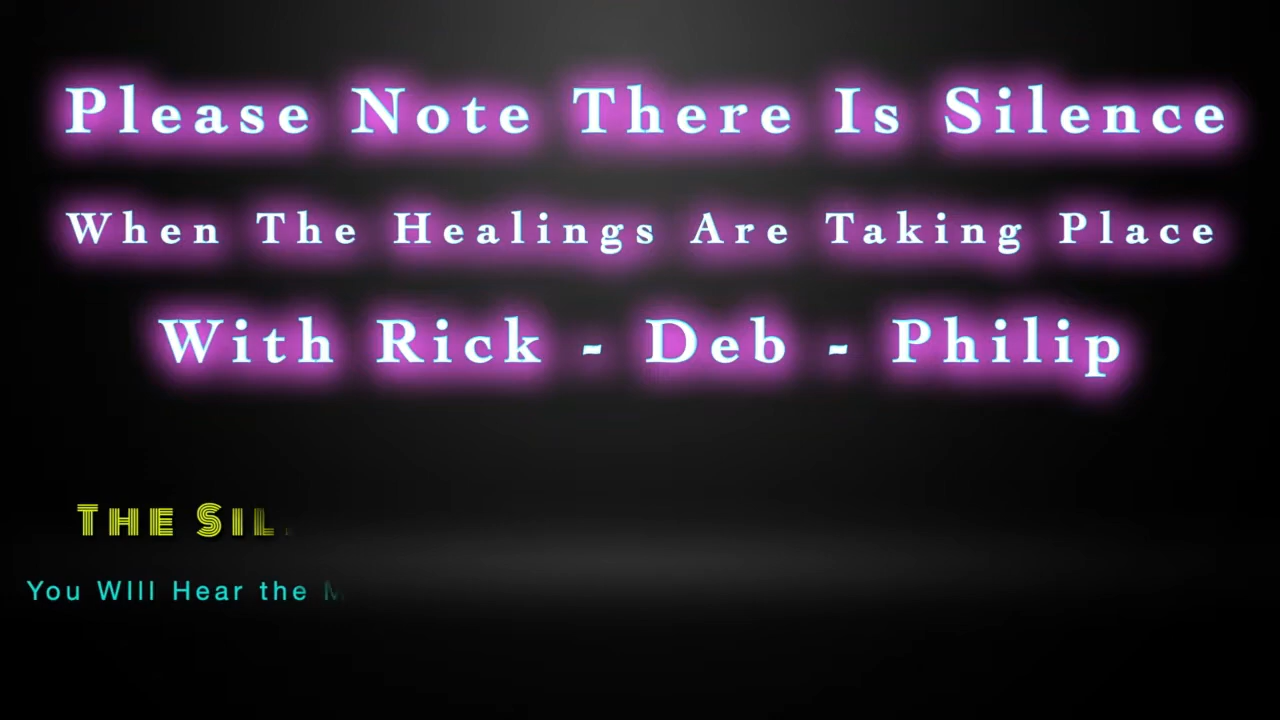 Please Note There Is Silence
When The Healings Are Taking Place
With Rick - Deb - Philip
The
You WIll Hear the